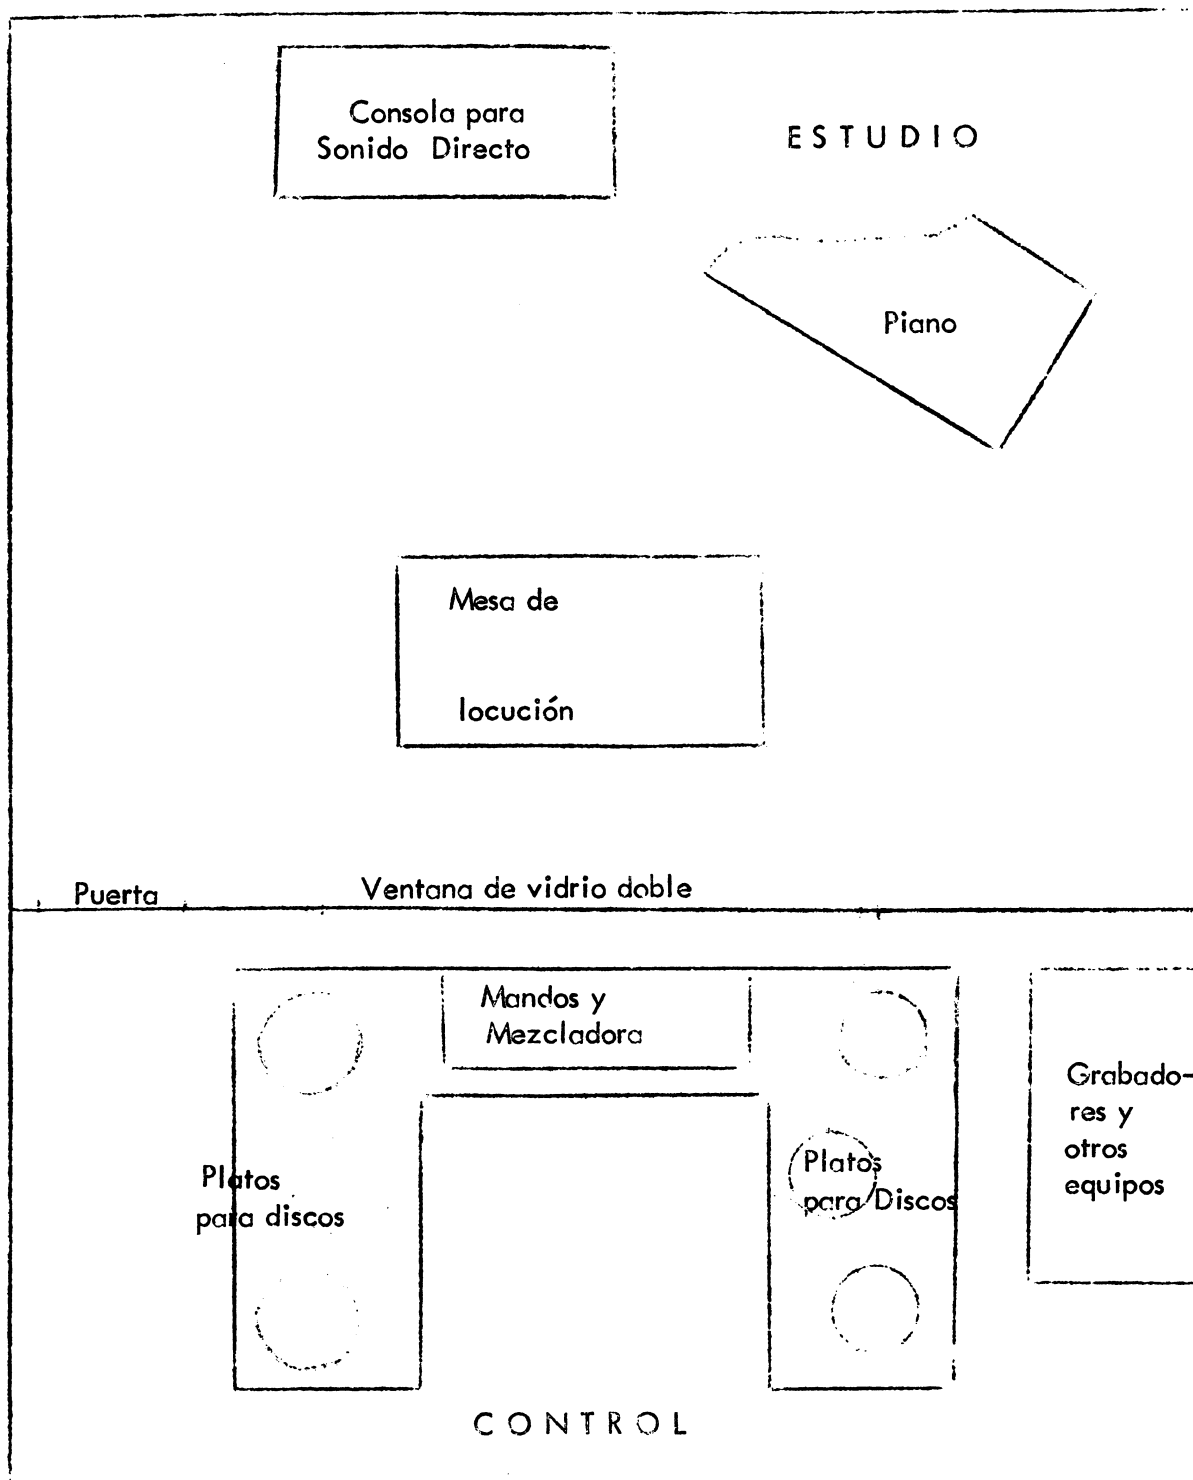 Consola para
Sonido Directo
ESTUDIO
Piano
Mesa de
locución
Puerta
Ventana de vidrio doble
Mandos y
Mezcladora
Grabado-
res y
otros
equipos
Platos
para discos
Platos
para Discos
CONTROL